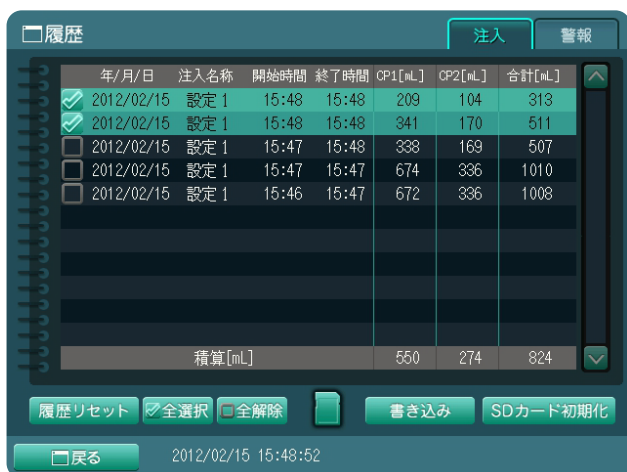 履歴 注入 警報
年/月/日 注入名称 開始時間 終了時間 CP1[mL] CP2[mL] 合計[mL]
2012/02/15 設定1 15:48 15:48 209 104 313
2012/02/15 設定1 15:48 15:48 341 170 511
2012/02/15 設定1 15:47 15:48 338 169 507
2012/02/15 設定1 15:47 15:47 674 336 1010
2012/02/15 設定1 15:46 15:47 672 336 1008
積算[mL] 550 274 824
履歴リセット 全選択 全解除 書き込み SDカード初期化
戻る 2012/02/15 15:48:52